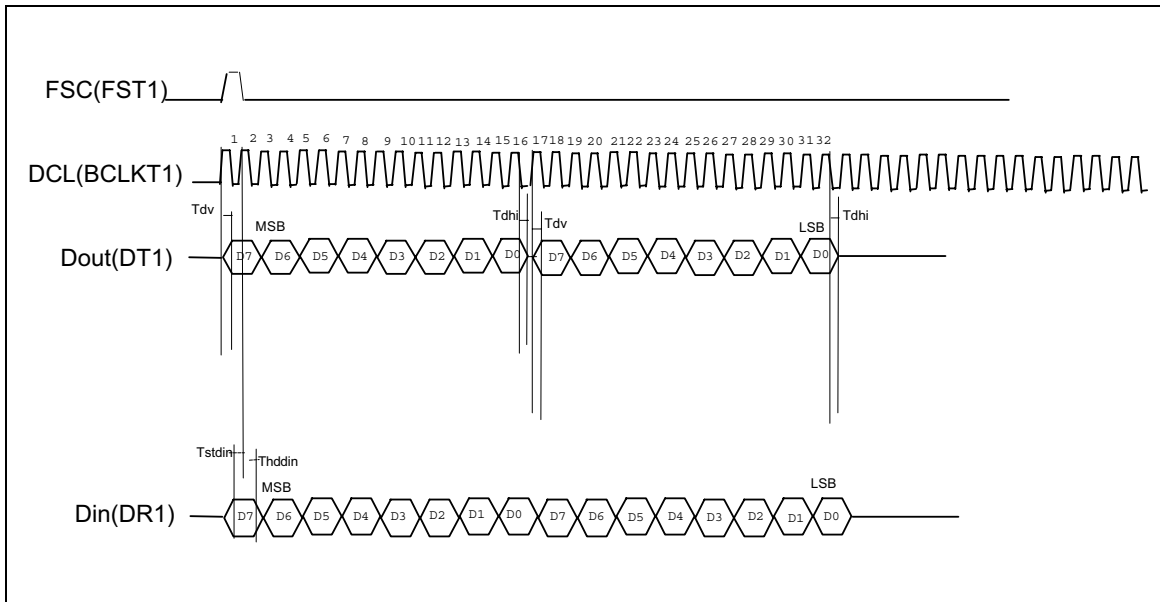 FSC(FST1)
1 2 3 4 5 6 7 8 9 10 11 12 13 14 15 16 17 18 19 20 21 22 23 24 25 26 27 28 29 30 31 32
DCL(BCLKT1)
Tdv MSB Tdhi Tdv LSB Tdhi
Dout(DT1) D7 D6 D5 D4 D3 D2 D1 D0 D7 D6 D5 D4 D3 D2 D1 D0
Tstdin Thddin
MSB LSB
Din(DR1) D7 D6 D5 D4 D3 D2 D1 D0 D7 D6 D5 D4 D3 D2 D1 D0